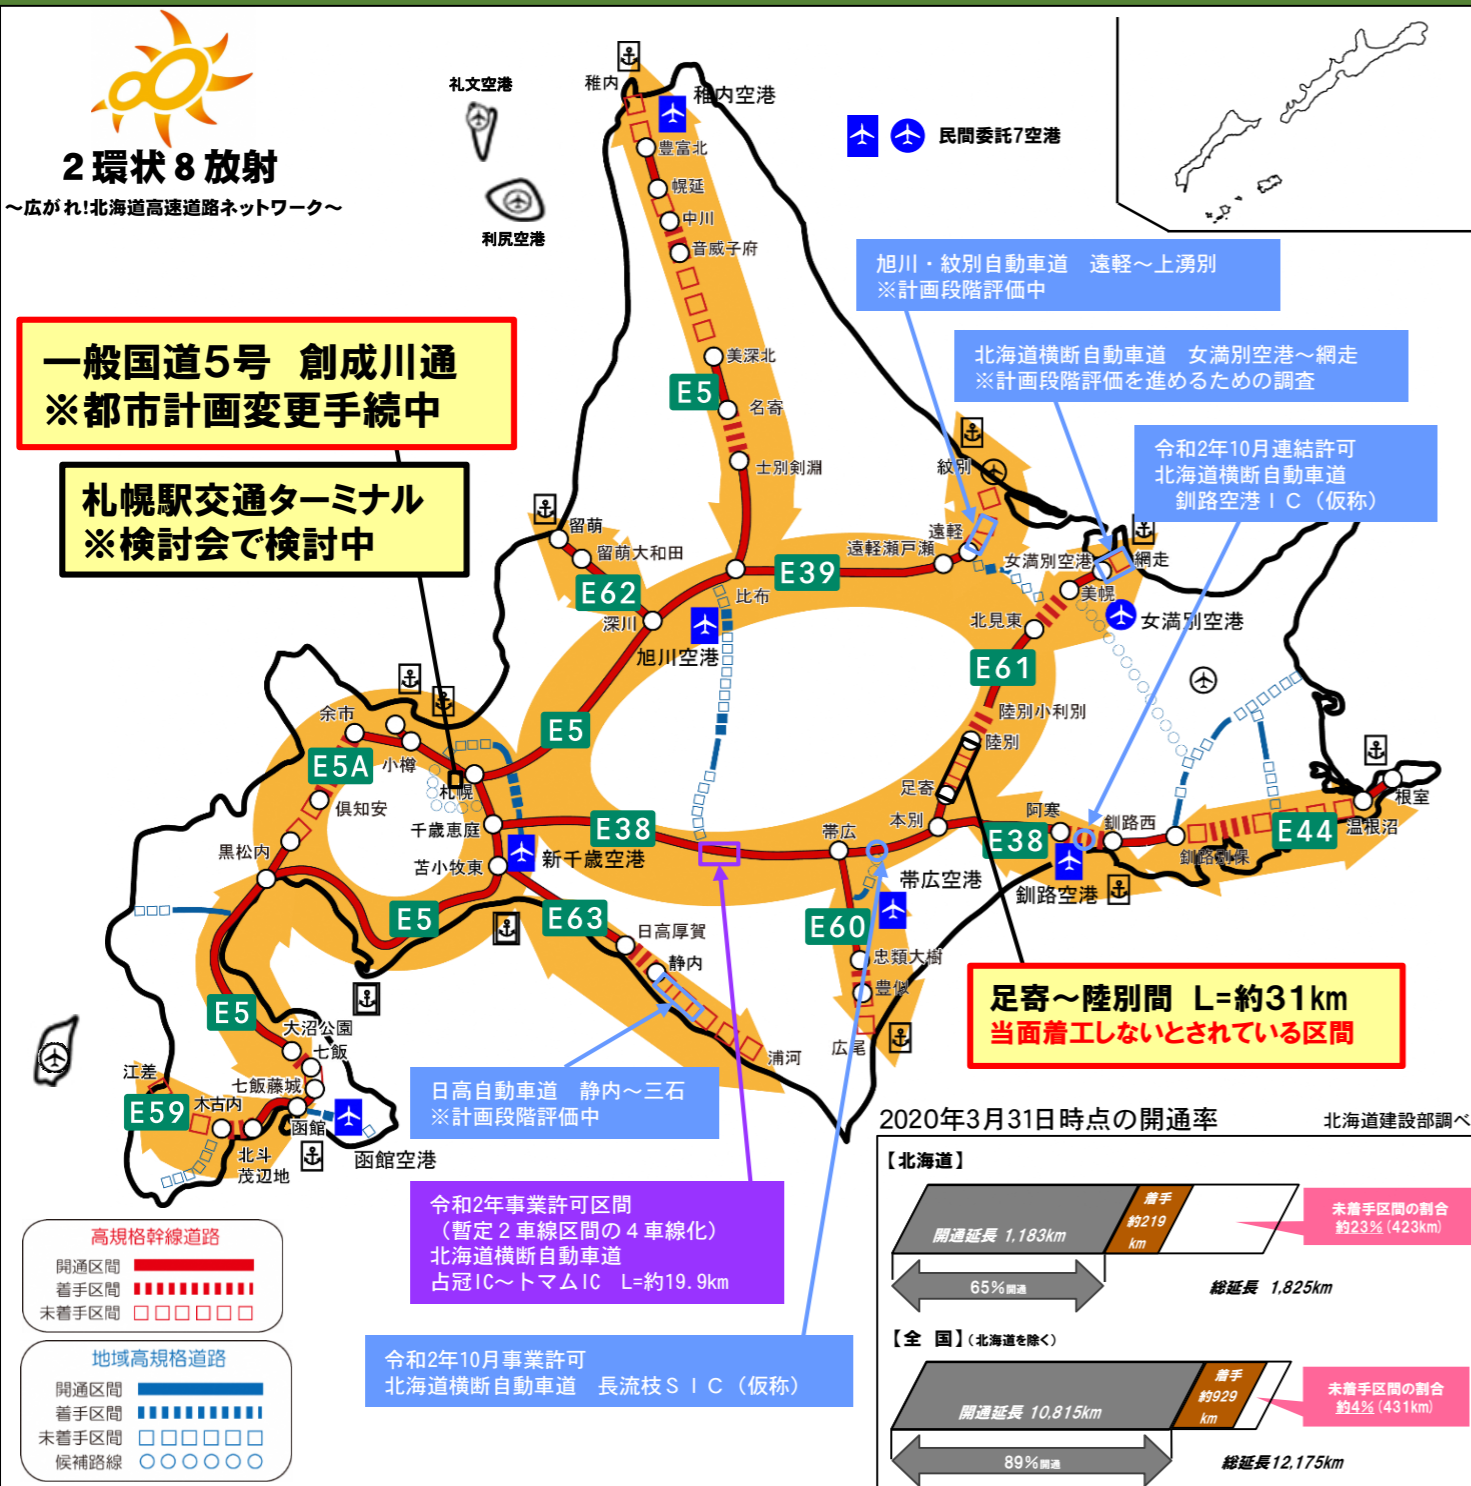 2環状8放射
～広がれ!北海道高速道路ネットワーク～
礼文空港
利尻空港
稚内
稚内空港
民間委託7空港
豊富北
幌延
中川
音威子府
旭川・紋別自動車道　遠軽～上湧別
※計画段階評価中
一般国道5号　創成川通
※都市計画変更手続中
北海道横断自動車道　女満別空港～網走
※計画段階評価を進めるための調査
美深北
E5
名寄
令和2年10月連結許可
北海道横断自動車道
釧路空港ＩＣ（仮称）
士別剣淵
紋別
札幌駅交通ターミナル
※検討会で検討中
留萌
留萌大和田
遠軽
遠軽瀬戸瀬
女満別空港
網走
E62
E39
比布
美幌
深川
北見東
女満別空港
旭川空港
E61
余市
陸別小利別
E5
陸別
小樽
E5A
札幌
足寄
倶知安
千歳恵庭
E38
本別
阿寒
釧路西
根室
温根沼
E44
黒松内
帯広
E38
釧路別保
苫小牧東
新千歳空港
帯広空港
釧路空港
E5
E63
E60
日高厚賀
静内
忠類大樹
豊似
足寄～陸別間　L=約31km
当面着工しないとされている区間
E5
大沼公園
七飯
広尾
浦河
江差
七飯藤城
日高自動車道　静内～三石
※計画段階評価中
E59
木古内
函館
北斗
茂辺地
函館空港
2020年3月31日時点の開通率
北海道建設部調べ
【北海道】
令和2年事業許可区間
（暫定２車線区間の４車線化）
北海道横断自動車道
占冠IC～トマムIC　L=約19.9km
着手
約219
km
開通延長 1,183km
未着手区間の割合
約23%(423km)
65%開通
総延長 1,825km
高規格幹線道路
開通区間
着手区間
未着手区間
【全　国】（北海道を除く）
令和2年10月事業許可
北海道横断自動車道　長流枝ＳＩＣ（仮称）
着手
約929
km
開通延長 10,815km
未着手区間の割合
約4%(431km)
89%開通
総延長12,175km
地域高規格道路
開通区間
着手区間
未着手区間
候補路線